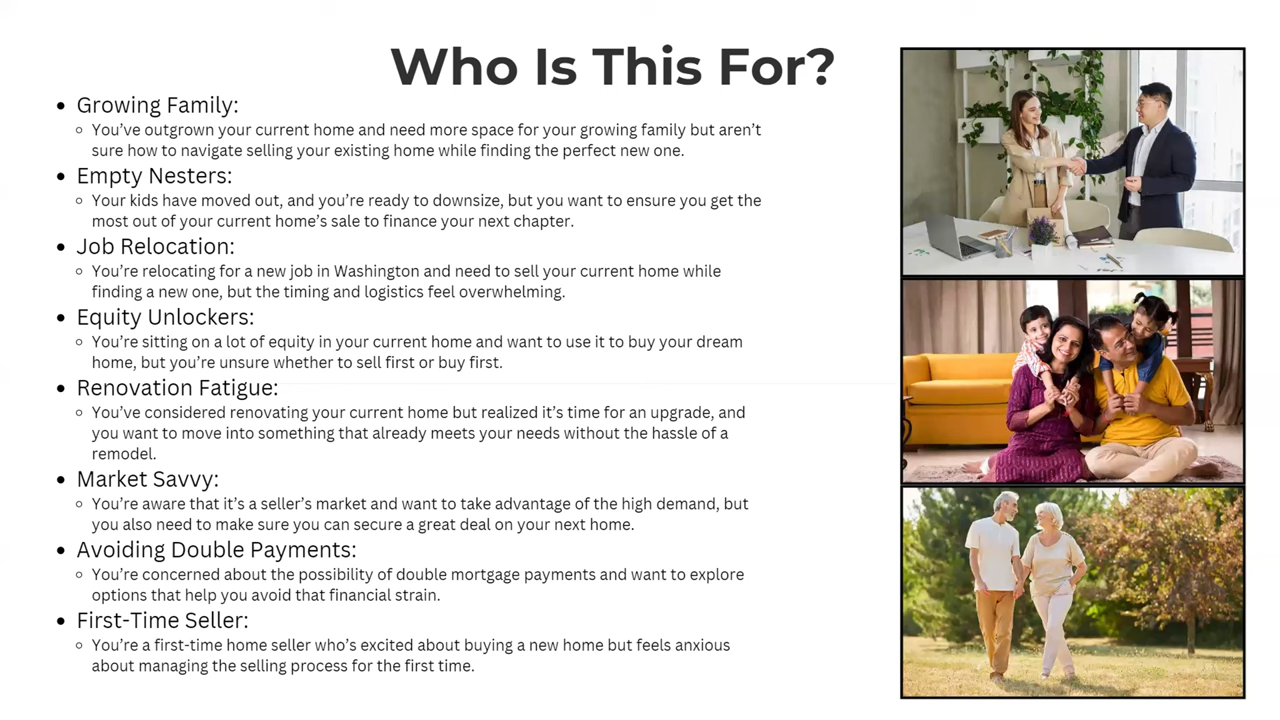 Who Is This For?
• Growing Family:
◦ You’ve outgrown your current home and need more space for your growing family but aren’t
sure how to navigate selling your existing home while finding the perfect new one.
• Empty Nesters:
◦ Your kids have moved out, and you’re ready to downsize, but you want to ensure you get the
most out of your current home’s sale to finance your next chapter.
• Job Relocation:
◦ You’re relocating for a new job in Washington and need to sell your current home while
finding a new one, but the timing and logistics feel overwhelming.
• Equity Unlockers:
◦ You’re sitting on a lot of equity in your current home and want to use it to buy your dream
home, but you’re unsure whether to sell first or buy first.
• Renovation Fatigue:
◦ You’ve considered renovating your current home but realized it’s time for an upgrade, and
you want to move into something that already meets your needs without the hassle of a
remodel.
• Market Savvy:
◦ You’re aware that it’s a seller’s market and want to take advantage of the high demand, but
you also need to make sure you can secure a great deal on your next home.
• Avoiding Double Payments:
◦ You’re concerned about the possibility of double mortgage payments and want to explore
options that help you avoid that financial strain.
• First-Time Seller:
◦ You’re a first-time home seller who’s excited about buying a new home but feels anxious
about managing the selling process for the first time.